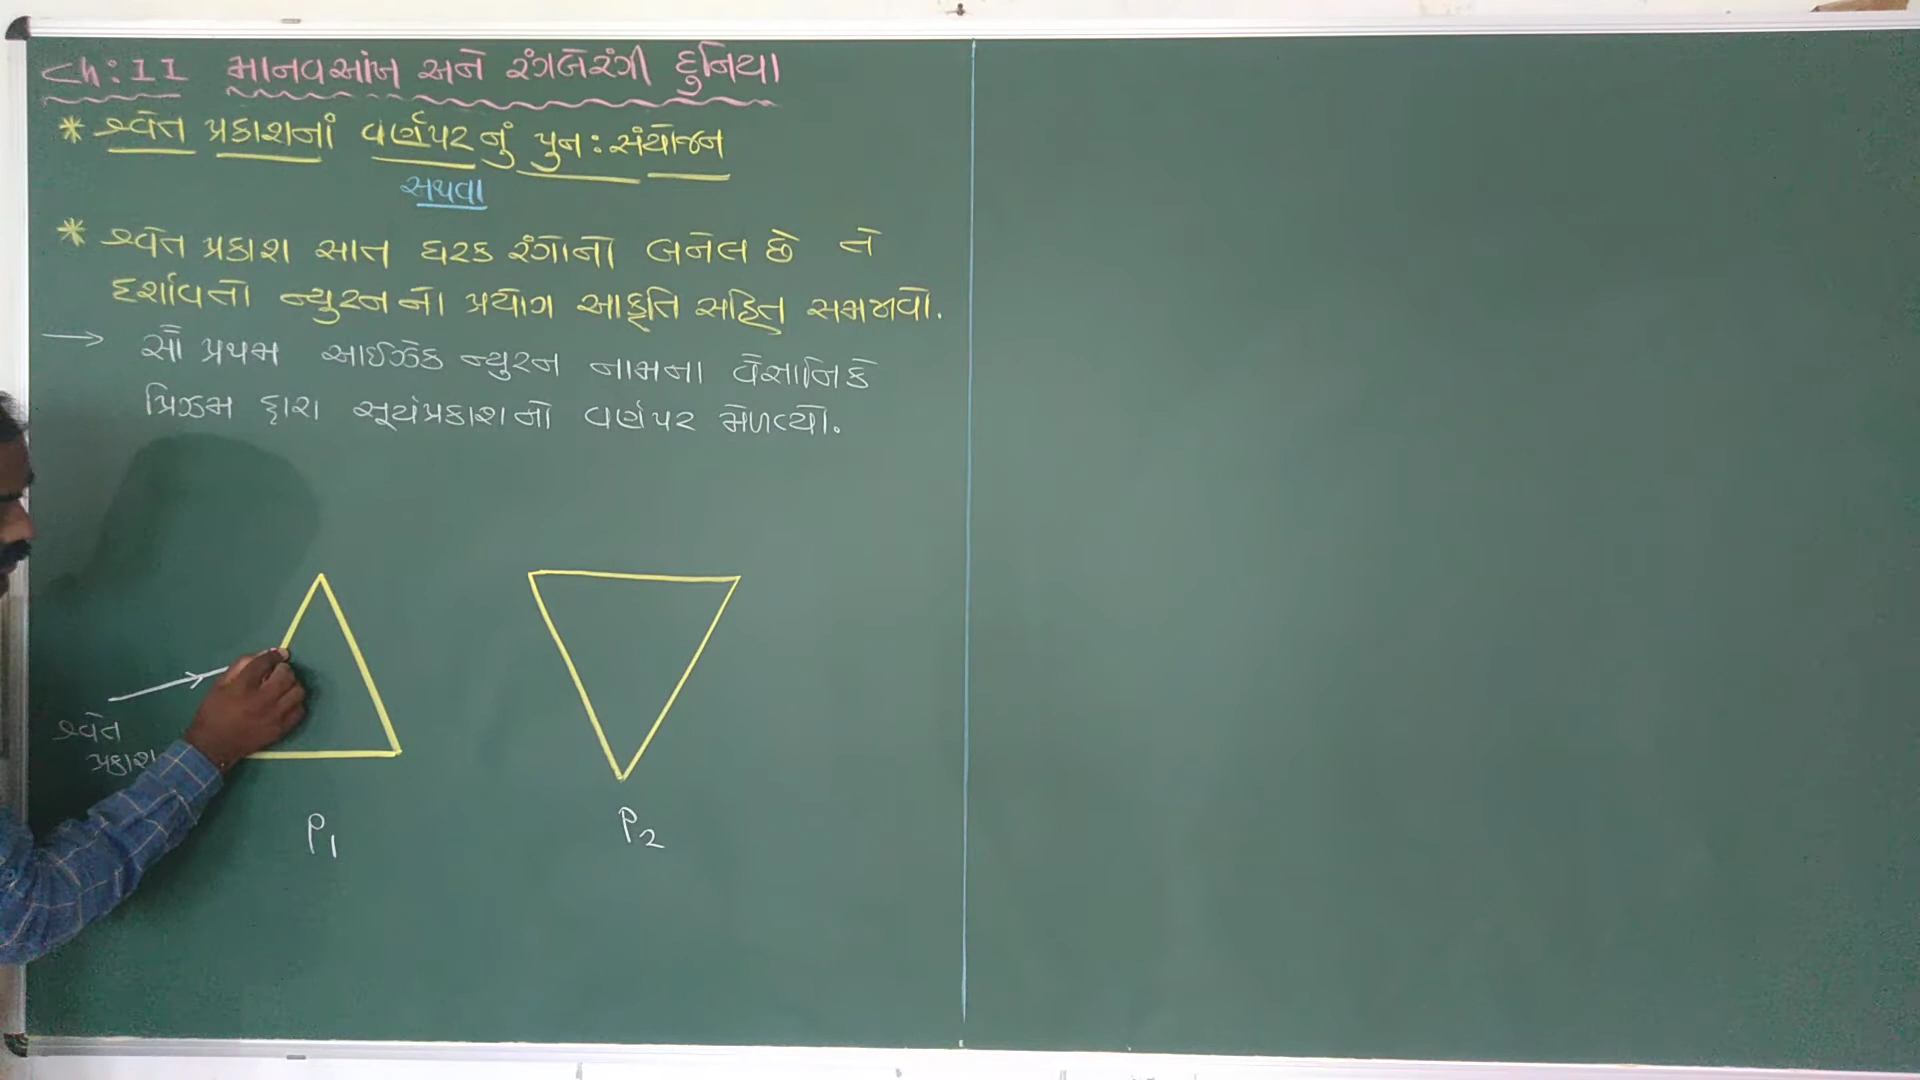 Ch: 11 માનવઆંખ અને રંગબેરંગી દુનિયા
* શ્વેત પ્રકાશનાં વર્ણપટનું પુન: સંયોજન
અથવા
* શ્વેત પ્રકાશ સાત ઘટક રંગોનો બનેલ છે તે
દર્શાવતો ન્યુટનનો પ્રયોગ આકૃતિ સહિત સમજાવો.
→ સૌ પ્રથમ આઈઝેક ન્યુટન નામના વૈજ્ઞાનિકે
પ્રિઝમ દ્વારા સૂર્યપ્રકાશનો વર્ણપટ મેળવ્યો.
શ્વેત
પ્રકાશ
P1
P2